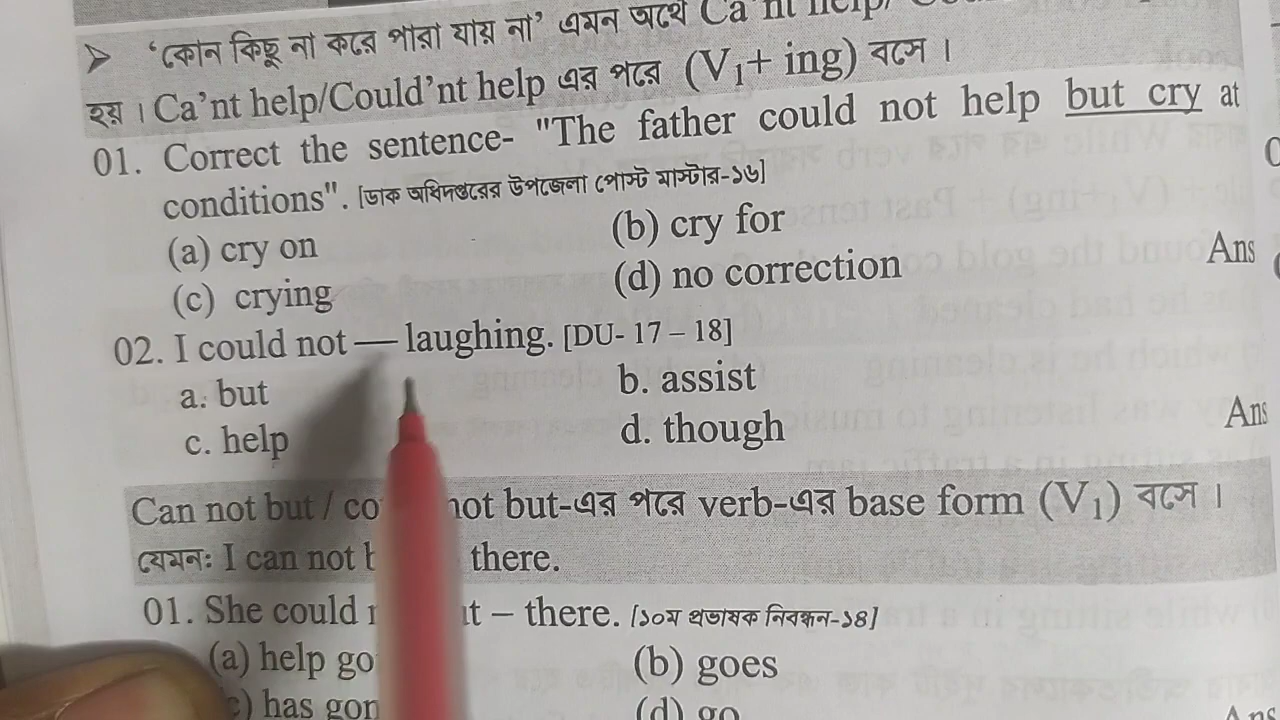 ➤ 'কোন কিছু না করে পারা যায় না' এমন অর্থে Ca'nt help/
হয়। Ca'nt help/Could'nt help এর পরে (V₁+ ing) বসে।
01. Correct the sentence- "The father could not help but cry at
conditions". [ডাক অধিদপ্তরের উপজেলা পোস্ট মাস্টার-১৬]
(a) cry on (b) cry for
(c) crying (d) no correction Ans
02. I could not — laughing. [DU- 17 – 18]
a. but b. assist
c. help d. though Ans
Can not but / not but-এর পরে verb-এর base form (V₁) বসে।
যেমনঃ I can not there.
01. She could – there. [১০ম প্রভাষক নিবন্ধন-১৪]
(a) help (b) goes
c) has (d) go